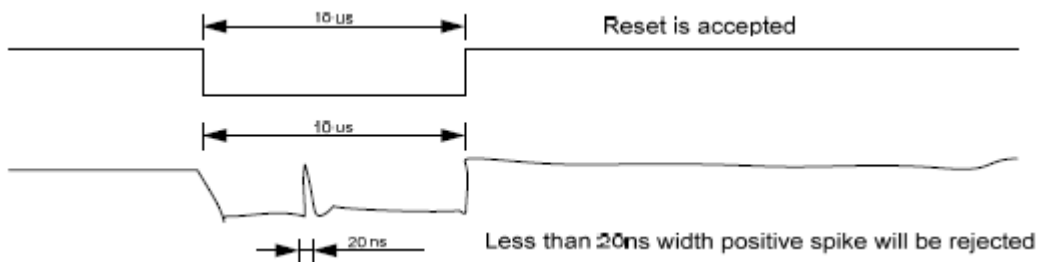 10 us
Reset is accepted
10 us
20 ns
Less than 20ns width positive spike will be rejected